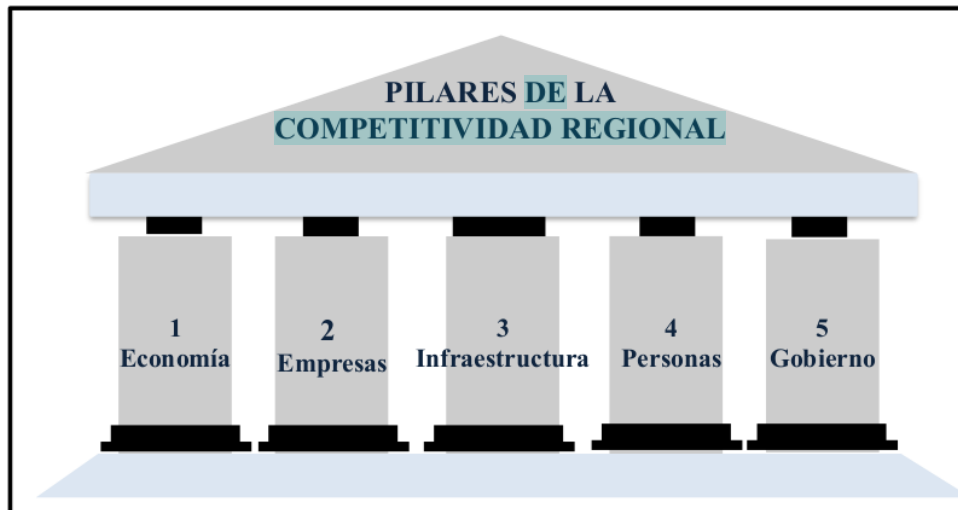 PILARES DE LA
COMPETITIVIDAD REGIONAL
1
Economía
2
Empresas
3
Infraestructura
4
Personas
5
Gobierno